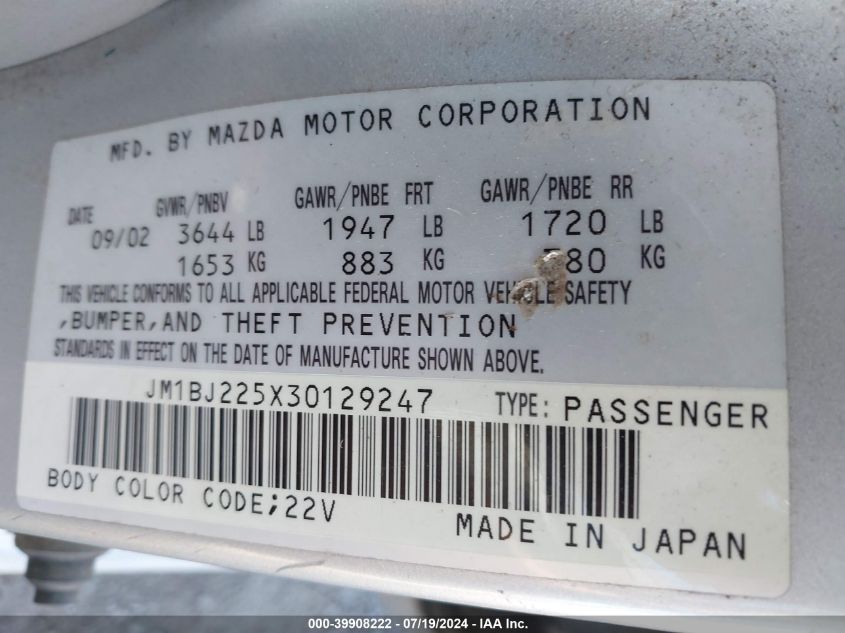 MFD. BY MAZDA MOTOR CORPORATION
DATE GVWR/PNBV GAWR/PNBE FRT GAWR/PNBE RR
09/02 3644 LB 1947 LB 1720 LB
1653 KG 883 KG 80 KG
THIS VEHICLE CONFORMS TO ALL APPLICABLE FEDERAL MOTOR VEHICLE SAFETY
,BUMPER,AND THEFT PREVENTION
STANDARDS IN EFFECT ON THE DATE OF MANUFACTURE SHOWN ABOVE.
JM1BJ225X30129247 TYPE: PASSENGER
BODY COLOR CODE;22V
MADE IN JAPAN
000-39908222 - 07/19/2024 - IAA Inc.